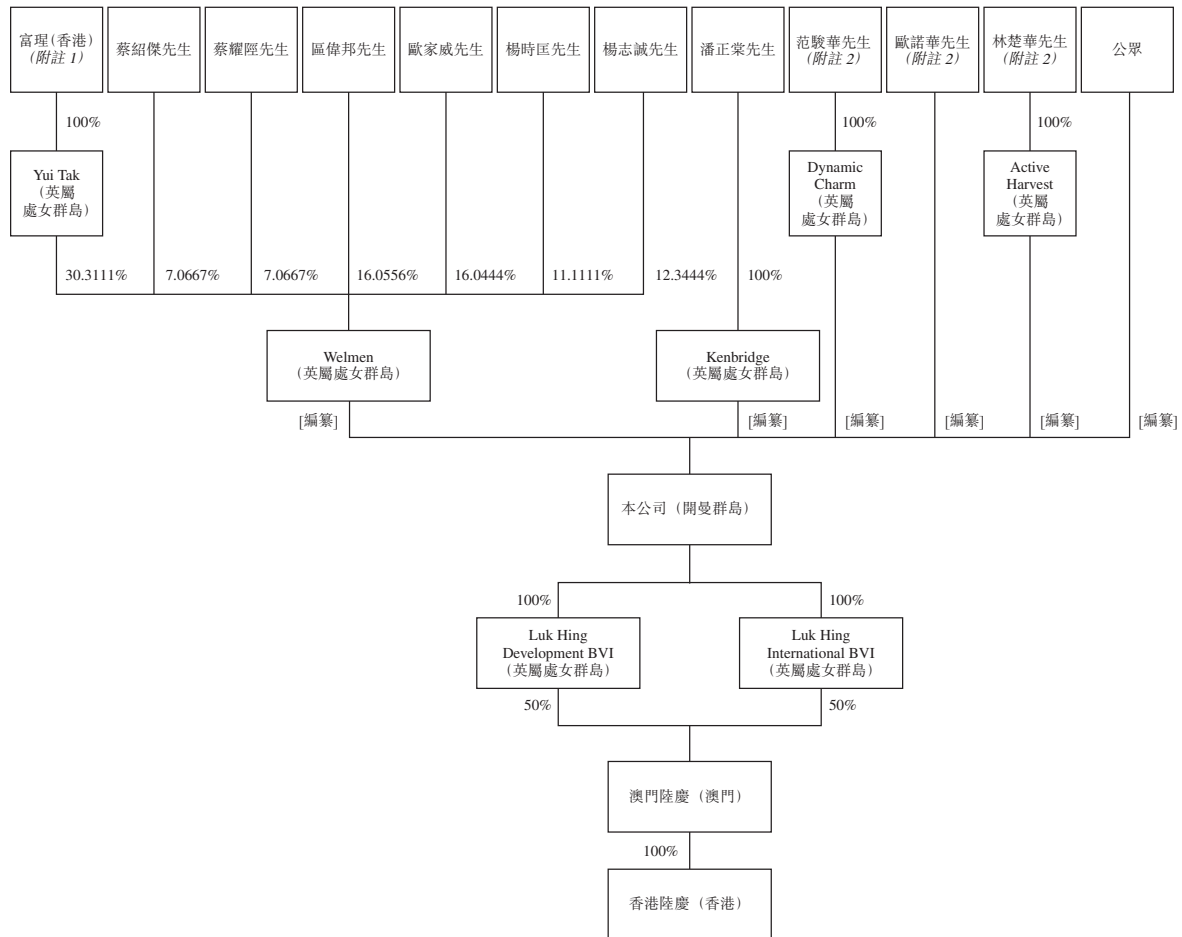 富瑆(香港)
(附註 1)
蔡紹傑先生
蔡耀陞先生
區偉邦先生
歐家威先生
楊時匡先生
楊志誠先生
潘正棠先生
范駿華先生
(附註 2)
歐諾華先生
(附註 2)
林楚華先生
(附註 2)
公眾
100%
100%
100%
Yui Tak
(英屬
處女群島)
Dynamic
Charm
(英屬
處女群島)
Active
Harvest
(英屬
處女群島)
30.3111%
7.0667%
7.0667%
16.0556%
16.0444%
11.1111%
12.3444%
100%
Welmen
(英屬處女群島)
Kenbridge
(英屬處女群島)
[編纂]
[編纂]
[編纂]
[編纂]
[編纂]
[編纂]
本公司（開曼群島）
100%
100%
Luk Hing
Development BVI
(英屬處女群島)
Luk Hing
International BVI
(英屬處女群島)
50%
50%
澳門陸慶（澳門）
100%
香港陸慶（香港）